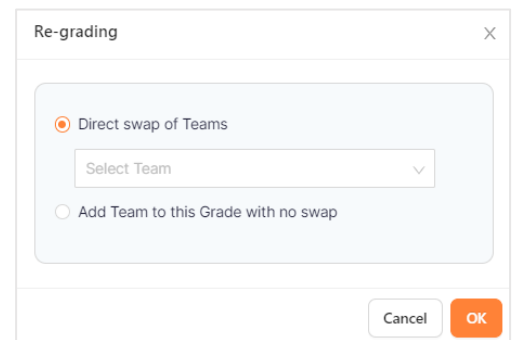 Re-grading
Direct swap of Teams
Select Team
Add Team to this Grade with no swap
Cancel OK